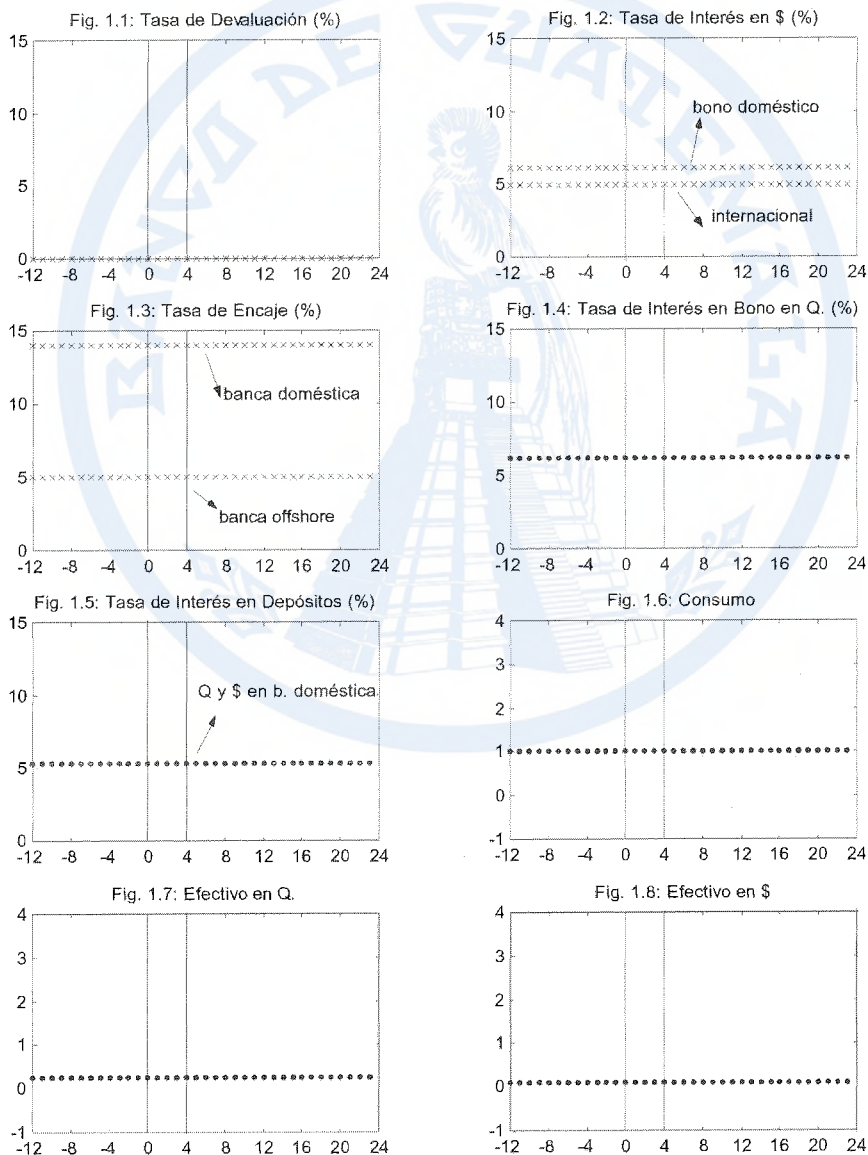 Fig. 1.1: Tasa de Devaluación (%)
15
10
5
0
-12 -8 -4 0 4 8 12 16 20 24
Fig. 1.2: Tasa de Interés en $ (%)
15
bono doméstico
10
5
internacional
0
-12 -8 -4 0 4 8 12 16 20 24
Fig. 1.3: Tasa de Encaje (%)
15
banca doméstica
10
5
banca offshore
0
-12 -8 -4 0 4 8 12 16 20 24
Fig. 1.4: Tasa de Interés en Bono en Q. (%)
15
10
5
0
-12 -8 -4 0 4 8 12 16 20 24
Fig. 1.5: Tasa de Interés en Depósitos (%)
15
Q y $ en b. doméstica
10
5
0
-12 -8 -4 0 4 8 12 16 20 24
Fig. 1.6: Consumo
4
3
2
1
0
-1
-12 -8 -4 0 4 8 12 16 20 24
Fig. 1.7: Efectivo en Q.
4
3
2
1
0
-1
-12 -8 -4 0 4 8 12 16 20 24
Fig. 1.8: Efectivo en $
4
3
2
1
0
-1
-12 -8 -4 0 4 8 12 16 20 24
BANCO DE GUATEMALA